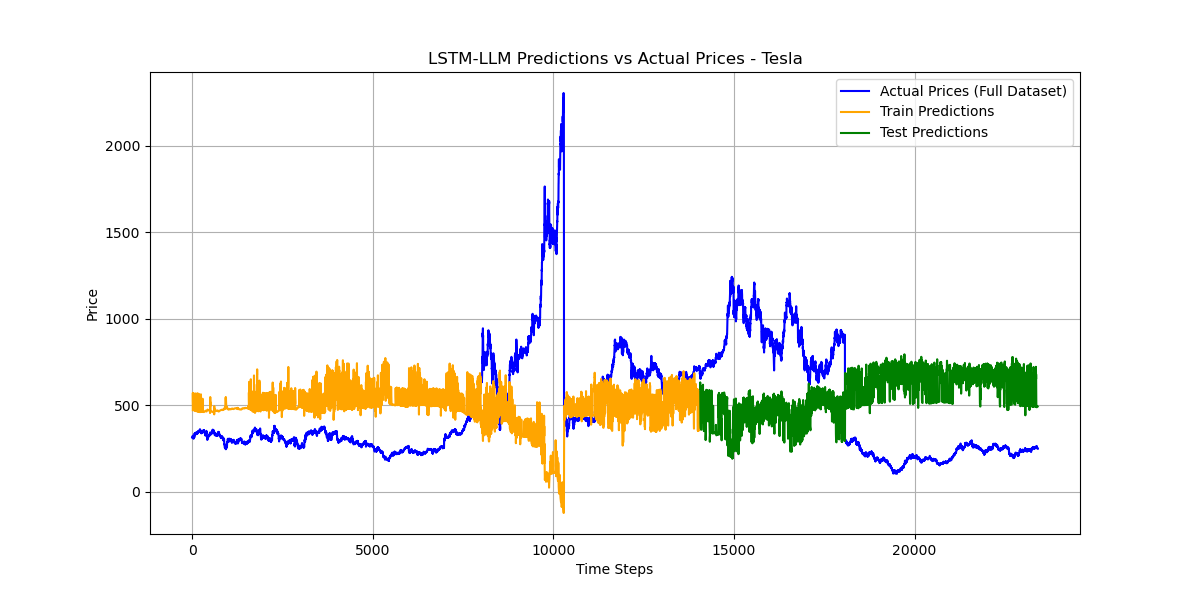 LSTM-LLM Predictions vs Actual Prices - Tesla
Actual Prices (Full Dataset)
Train Predictions
Test Predictions
Price
2000
1500
1000
500
0
0
5000
10000
15000
20000
Time Steps